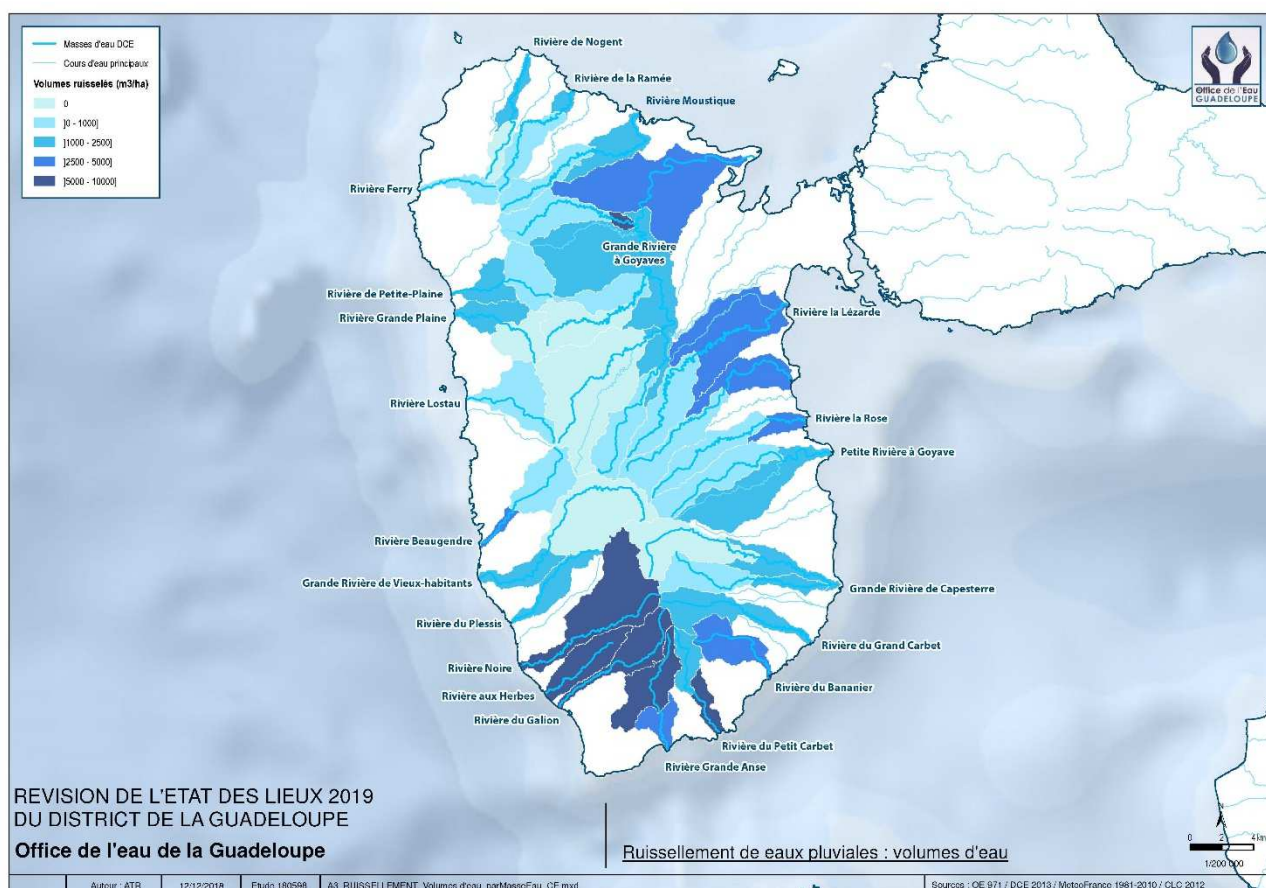 Masses d'eau DCE
Cours d'eau principaux
Volumes ruisselés (m3/ha)
0
]0 - 1000]
]1000 - 2500]
]2500 - 5000]
]5000 - 10000]
Office de l'Eau
GUADELOUPE
Rivière de Nogent
Rivière de la Ramée
Rivière Moustique
Rivière Ferry
Grande Rivière
à Goyaves
Rivière de Petite-Plaine
Rivière Grande Plaine
Rivière la Lézarde
Rivière Lostau
Rivière la Rose
Petite Rivière à Goyave
Rivière Beaugendre
Grande Rivière de Vieux-habitants
Grande Rivière de Capesterre
Rivière du Plessis
Rivière du Grand Carbet
Rivière Noire
Rivière du Bananier
Rivière aux Herbes
Rivière du Galion
Rivière du Petit Carbet
Rivière Grande Anse
REVISION DE L'ETAT DES LIEUX 2019
DU DISTRICT DE LA GUADELOUPE
Office de l'eau de la Guadeloupe
Ruissellement de eaux pluviales : volumes d'eau
N
0 2 4 km
1/200 000
Auteur : ATR 12/12/2018 Etude 180598 A3_RUISSELLEMENT_Volumes d'eau_parMasseEau_CE.mxd Sources : OE 971 / DCE 2013 / MeteoFrance 1981-2010 / CLC 2012